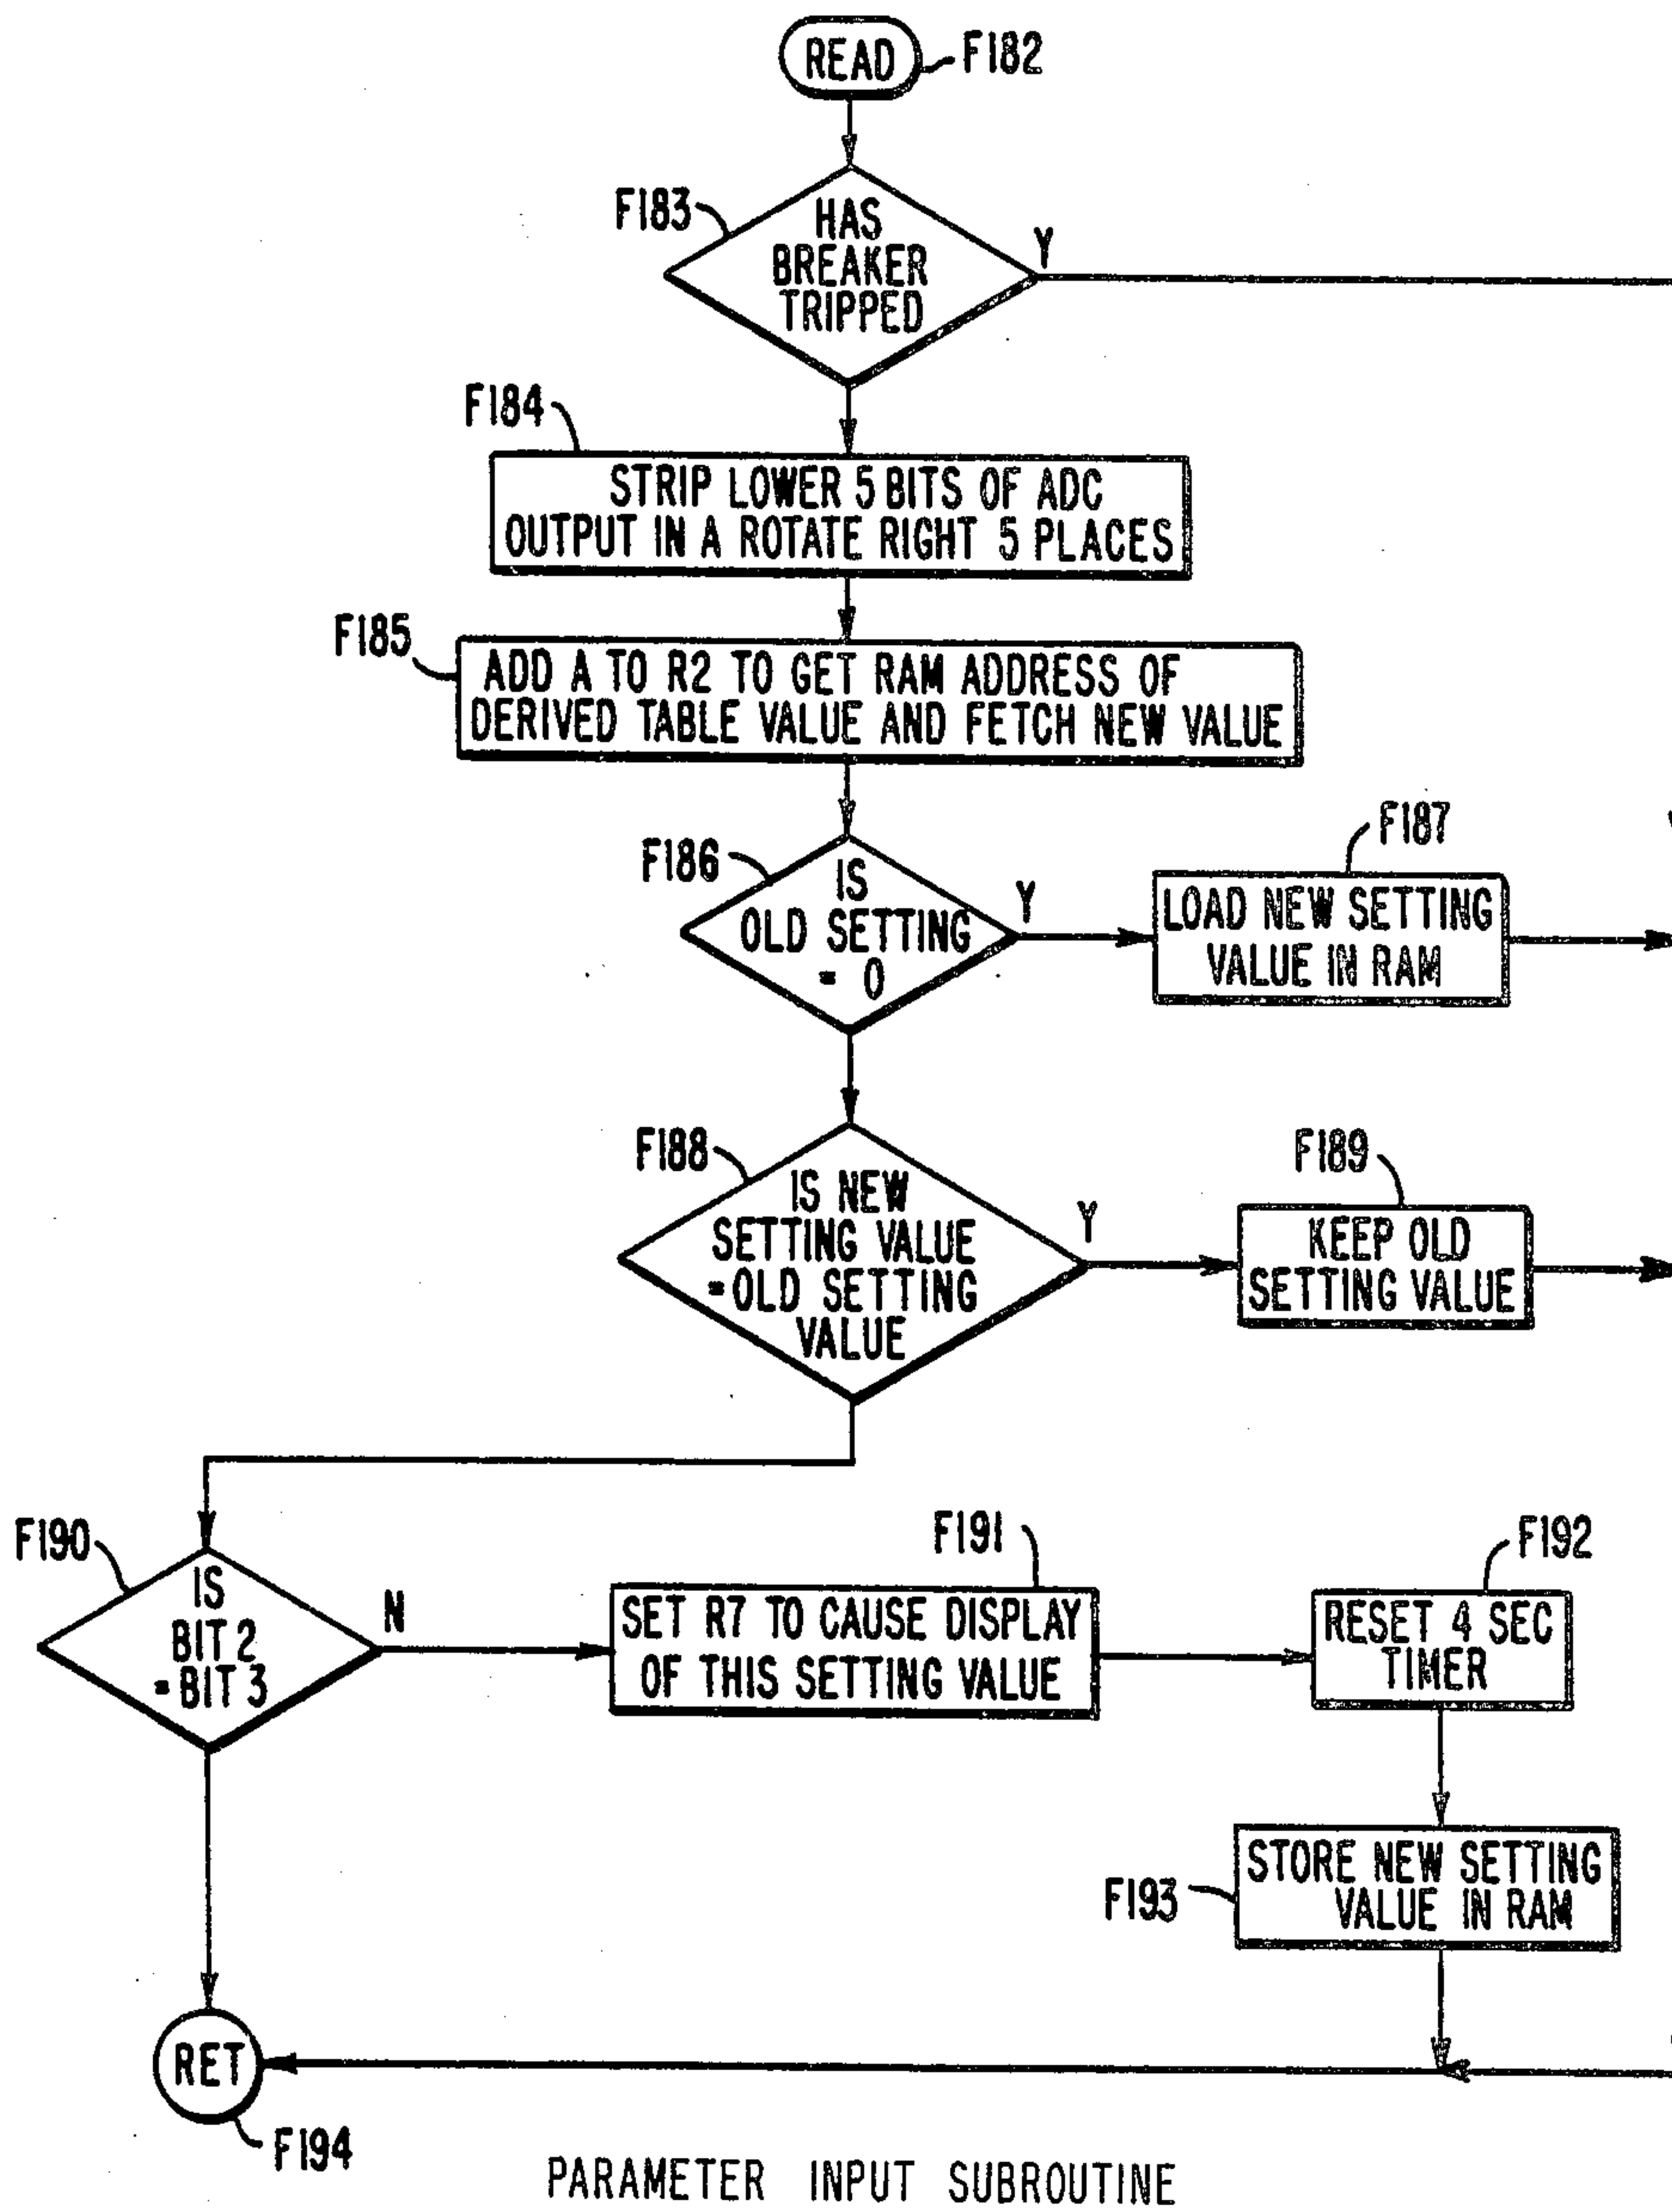 READ
F182
F183
HAS
BREAKER
TRIPPED
Y
F184
STRIP LOWER 5 BITS OF ADC
OUTPUT IN A ROTATE RIGHT 5 PLACES
F185
ADD A TO R2 TO GET RAM ADDRESS OF
DERIVED TABLE VALUE AND FETCH NEW VALUE
F186
IS
OLD SETTING
= 0
Y
F187
LOAD NEW SETTING
VALUE IN RAM
F188
IS NEW
SETTING VALUE
= OLD SETTING
VALUE
Y
F189
KEEP OLD
SETTING VALUE
F190
IS
BIT 2
= BIT 3
N
F191
SET R7 TO CAUSE DISPLAY
OF THIS SETTING VALUE
F192
RESET 4 SEC
TIMER
F193
STORE NEW SETTING
VALUE IN RAM
RET
F194
PARAMETER INPUT SUBROUTINE